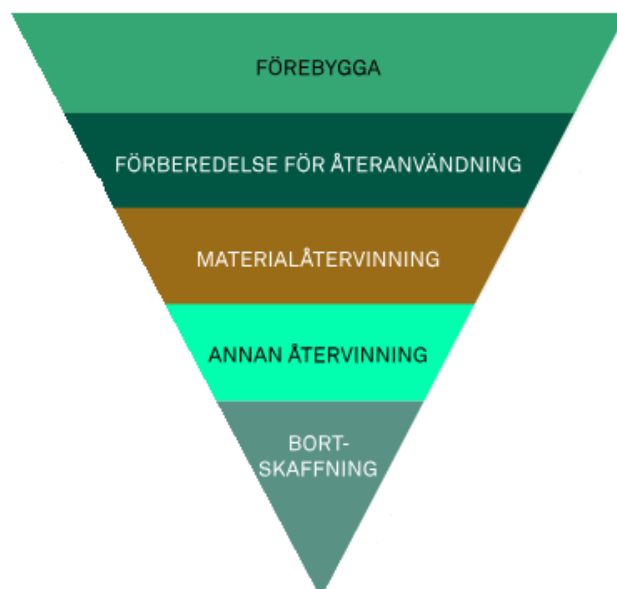 FÖREBYGGA
FÖRBEREDELSE FÖR ÅTERANVÄNDNING
MATERIALÅTERVINNING
ANNAN ÅTERVINNING
BORT-
SKAFFNING